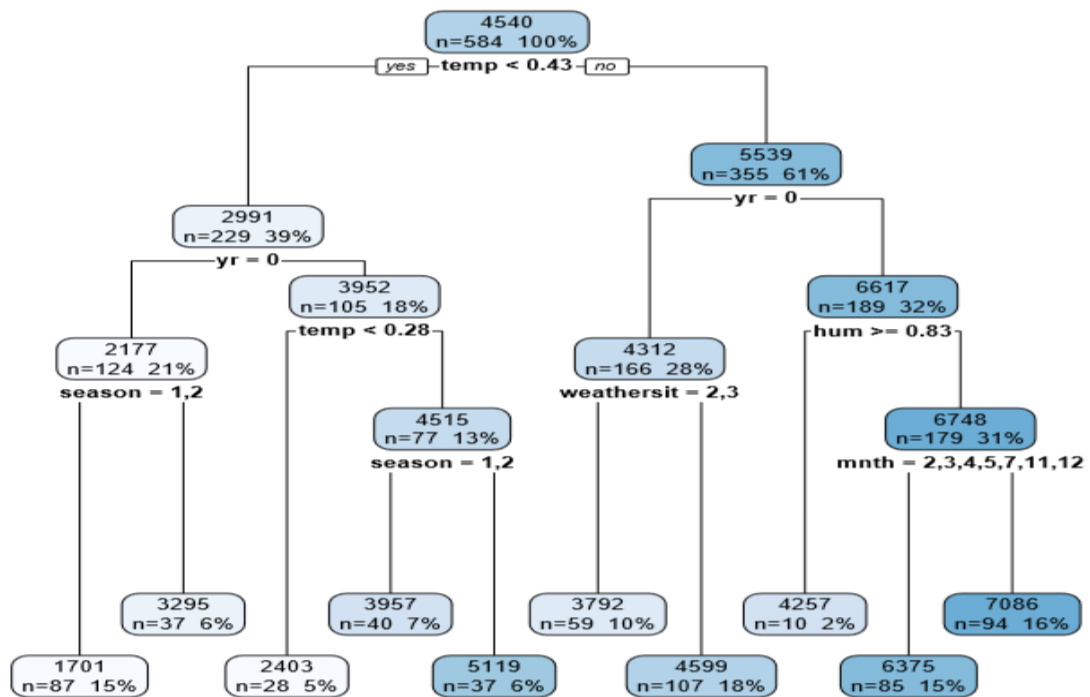 4540
n=584 100%
yes temp < 0.43 no
5539
n=355 61%
yr = 0
2991
n=229 39%
yr = 0
3952
n=105 18%
temp < 0.28
6617
n=189 32%
hum >= 0.83
2177
n=124 21%
season = 1,2
4312
n=166 28%
weathersit = 2,3
4515
n=77 13%
season = 1,2
6748
n=179 31%
mnth = 2,3,4,5,7,11,12
3295
n=37 6%
3957
n=40 7%
3792
n=59 10%
4257
n=10 2%
7086
n=94 16%
1701
n=87 15%
2403
n=28 5%
5119
n=37 6%
4599
n=107 18%
6375
n=85 15%